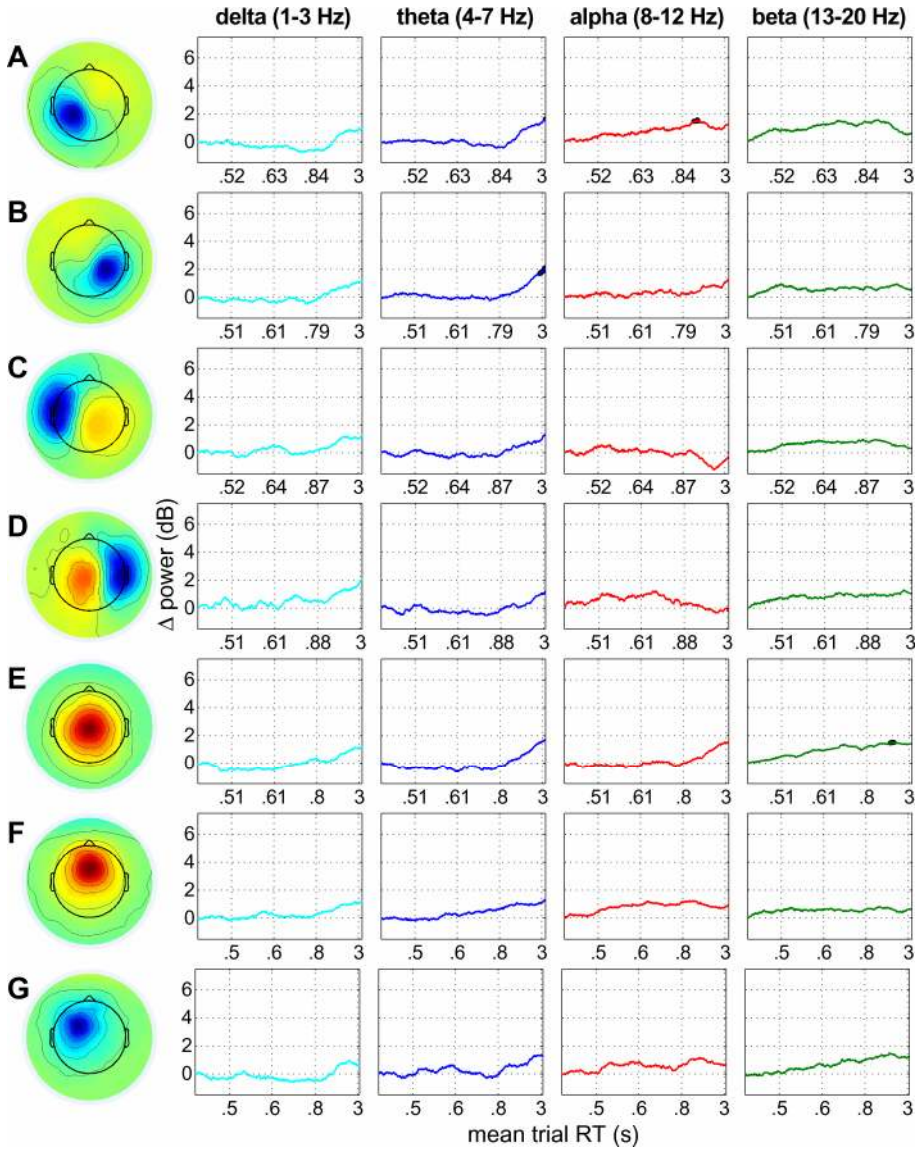 delta (1-3 Hz) theta (4-7 Hz) alpha (8-12 Hz) beta (13-20 Hz)
A
6
4
2
0
.52 .63 .84 3 .52 .63 .84 3 .52 .63 .84 3 .52 .63 .84 3
B
6
4
2
0
.51 .61 .79 3 .51 .61 .79 3 .51 .61 .79 3 .51 .61 .79 3
C
6
4
2
0
.52 .64 .87 3 .52 .64 .87 3 .52 .64 .87 3 .52 .64 .87 3
D
Δ power (dB)
6
4
2
0
.51 .61 .88 3 .51 .61 .88 3 .51 .61 .88 3 .51 .61 .88 3
E
6
4
2
0
.51 .61 .8 3 .51 .61 .8 3 .51 .61 .8 3 .51 .61 .8 3
F
6
4
2
0
.5 .6 .8 3 .5 .6 .8 3 .5 .6 .8 3 .5 .6 .8 3
G
6
4
2
0
.5 .6 .8 3 .5 .6 .8 3 .5 .6 .8 3 .5 .6 .8 3
mean trial RT (s)